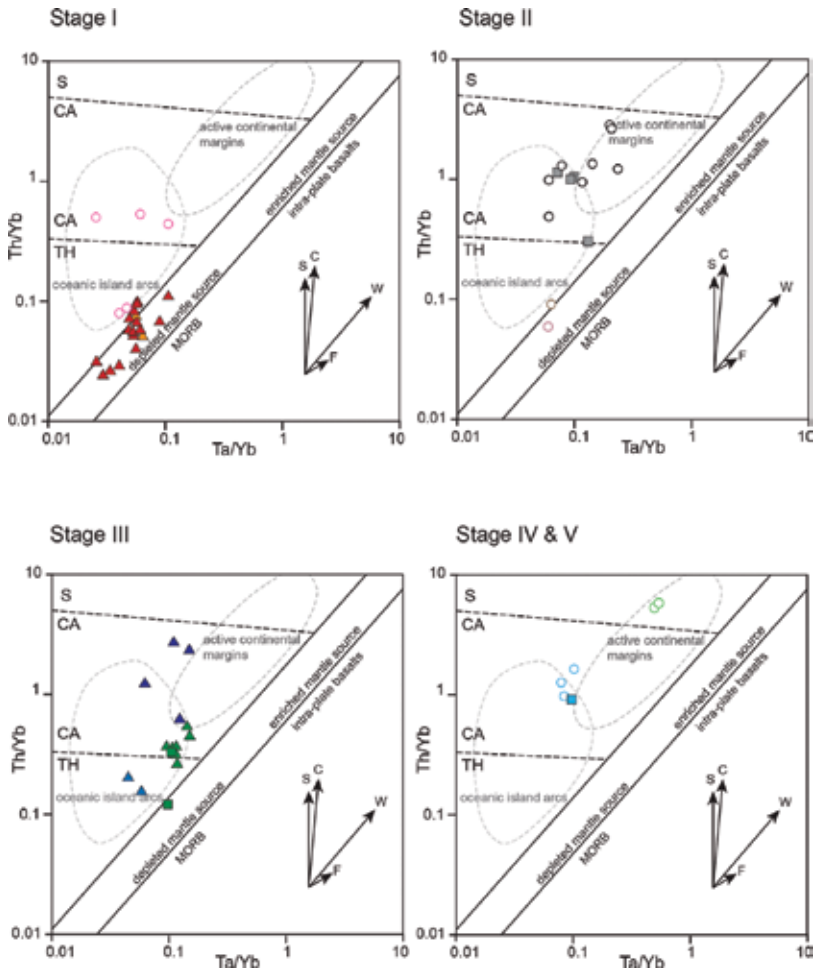 Stage I
10
S
CA
active continental
margins
enriched mantle source
intra-plate basalts
1
Th/Yb
CA
TH
oceanic island arcs
0.1
depleted mantle source
MORB
S
C
W
F
0.01
0.01
0.1
1
10
Ta/Yb
Stage II
10
S
CA
active continental
margins
enriched mantle source
intra-plate basalts
1
Th/Yb
CA
TH
oceanic island arcs
0.1
depleted mantle source
MORB
S
C
W
F
0.01
0.01
0.1
1
10
Ta/Yb
Stage III
10
S
CA
active continental
margins
enriched mantle source
intra-plate basalts
1
Th/Yb
CA
TH
oceanic island arcs
0.1
depleted mantle source
MORB
S
C
W
F
0.01
0.01
0.1
1
10
Ta/Yb
Stage IV & V
10
S
CA
active continental
margins
enriched mantle source
intra-plate basalts
1
Th/Yb
CA
TH
oceanic island arcs
0.1
depleted mantle source
MORB
S
C
W
F
0.01
0.01
0.1
1
10
Ta/Yb